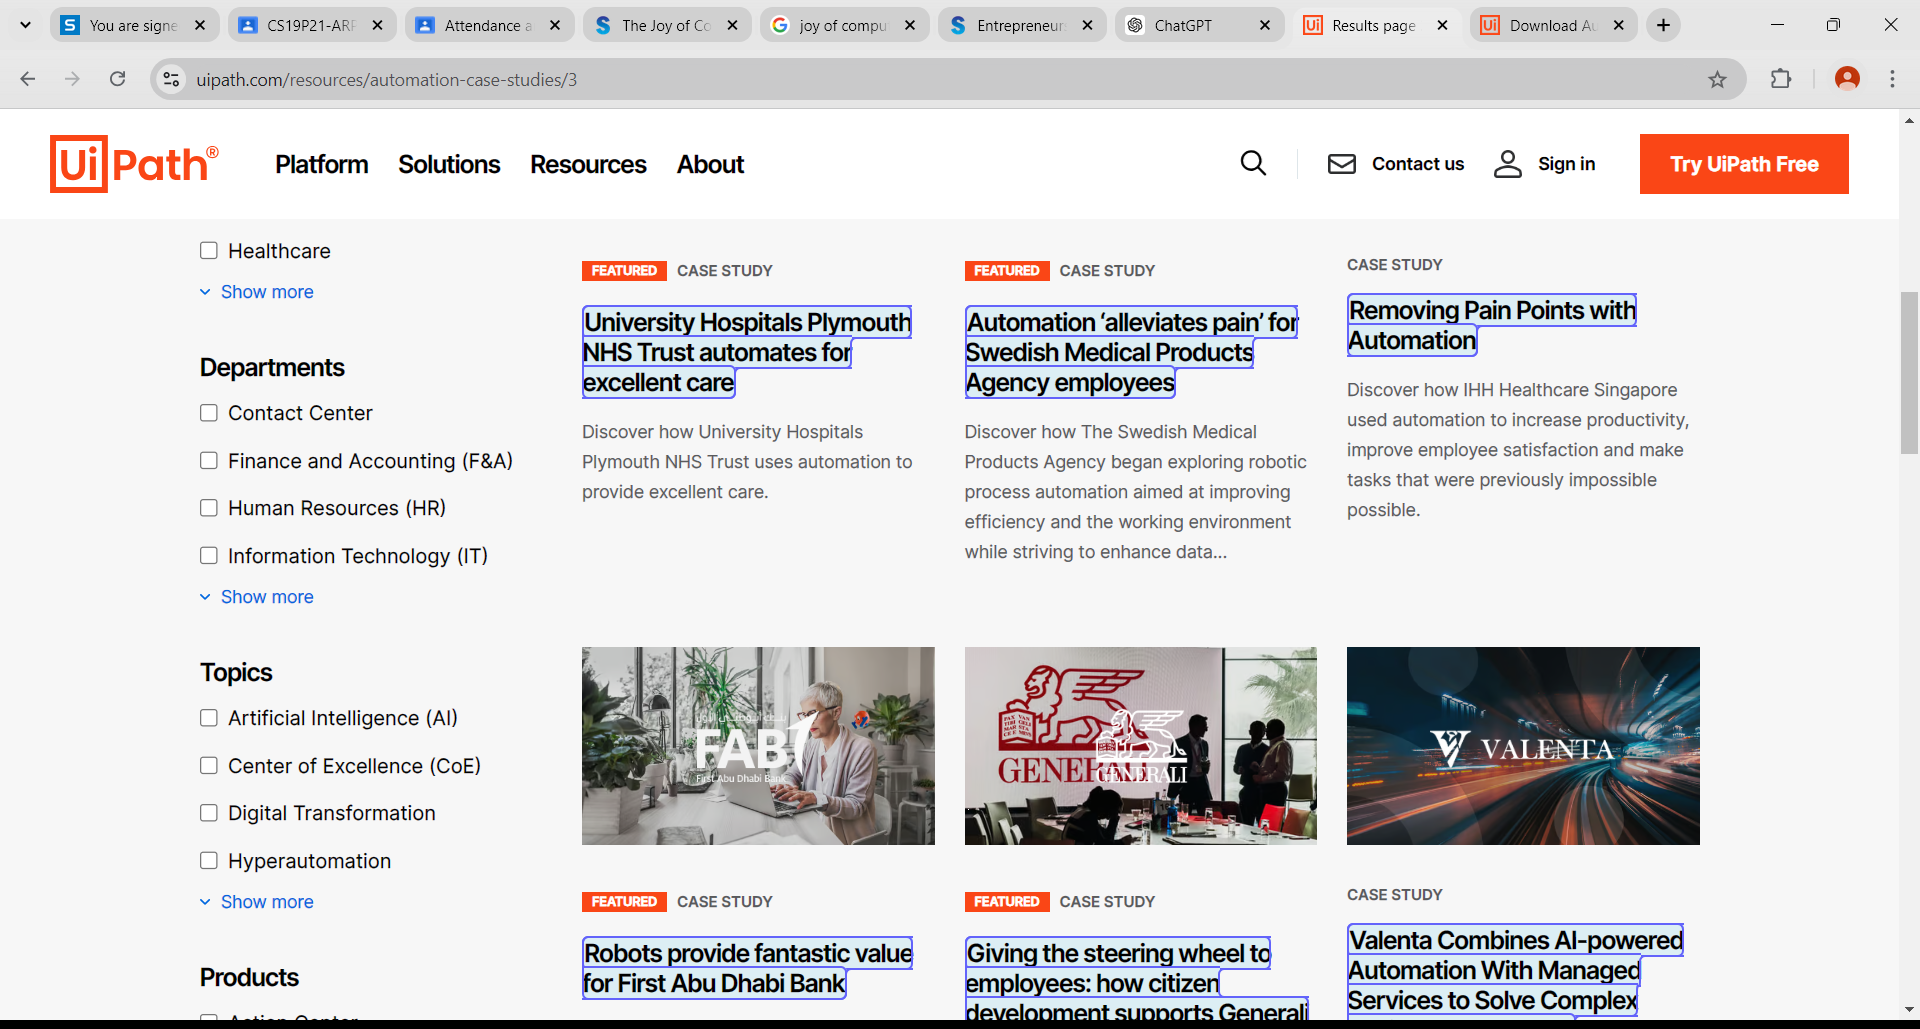 You are signe
CS19P21-ARP
Attendance a
The Joy of Co
joy of compu
Entrepreneur
ChatGPT
Results page
Download Au
uipath.com/resources/automation-case-studies/3
UiPath®
Platform
Solutions
Resources
About
Contact us
Sign in
Try UiPath Free
Healthcare
Show more
Departments
Contact Center
Finance and Accounting (F&A)
Human Resources (HR)
Information Technology (IT)
Show more
Topics
Artificial Intelligence (AI)
Center of Excellence (CoE)
Digital Transformation
Hyperautomation
Show more
Products
Action Center
FEATURED CASE STUDY
University Hospitals Plymouth
NHS Trust automates for
excellent care
Discover how University Hospitals
Plymouth NHS Trust uses automation to
provide excellent care.
FEATURED CASE STUDY
Automation ‘alleviates pain’ for
Swedish Medical Products
Agency employees
Discover how The Swedish Medical
Products Agency began exploring robotic
process automation aimed at improving
efficiency and the working environment
while striving to enhance data...
CASE STUDY
Removing Pain Points with
Automation
Discover how IHH Healthcare Singapore
used automation to increase productivity,
improve employee satisfaction and make
tasks that were previously impossible
possible.
FAB
First Abu Dhabi Bank
GENERALI
VALENTA
FEATURED CASE STUDY
Robots provide fantastic value
for First Abu Dhabi Bank
FEATURED CASE STUDY
Giving the steering wheel to
employees: how citizen
development supports Generali
CASE STUDY
Valenta Combines AI-powered
Automation With Managed
Services to Solve Complex